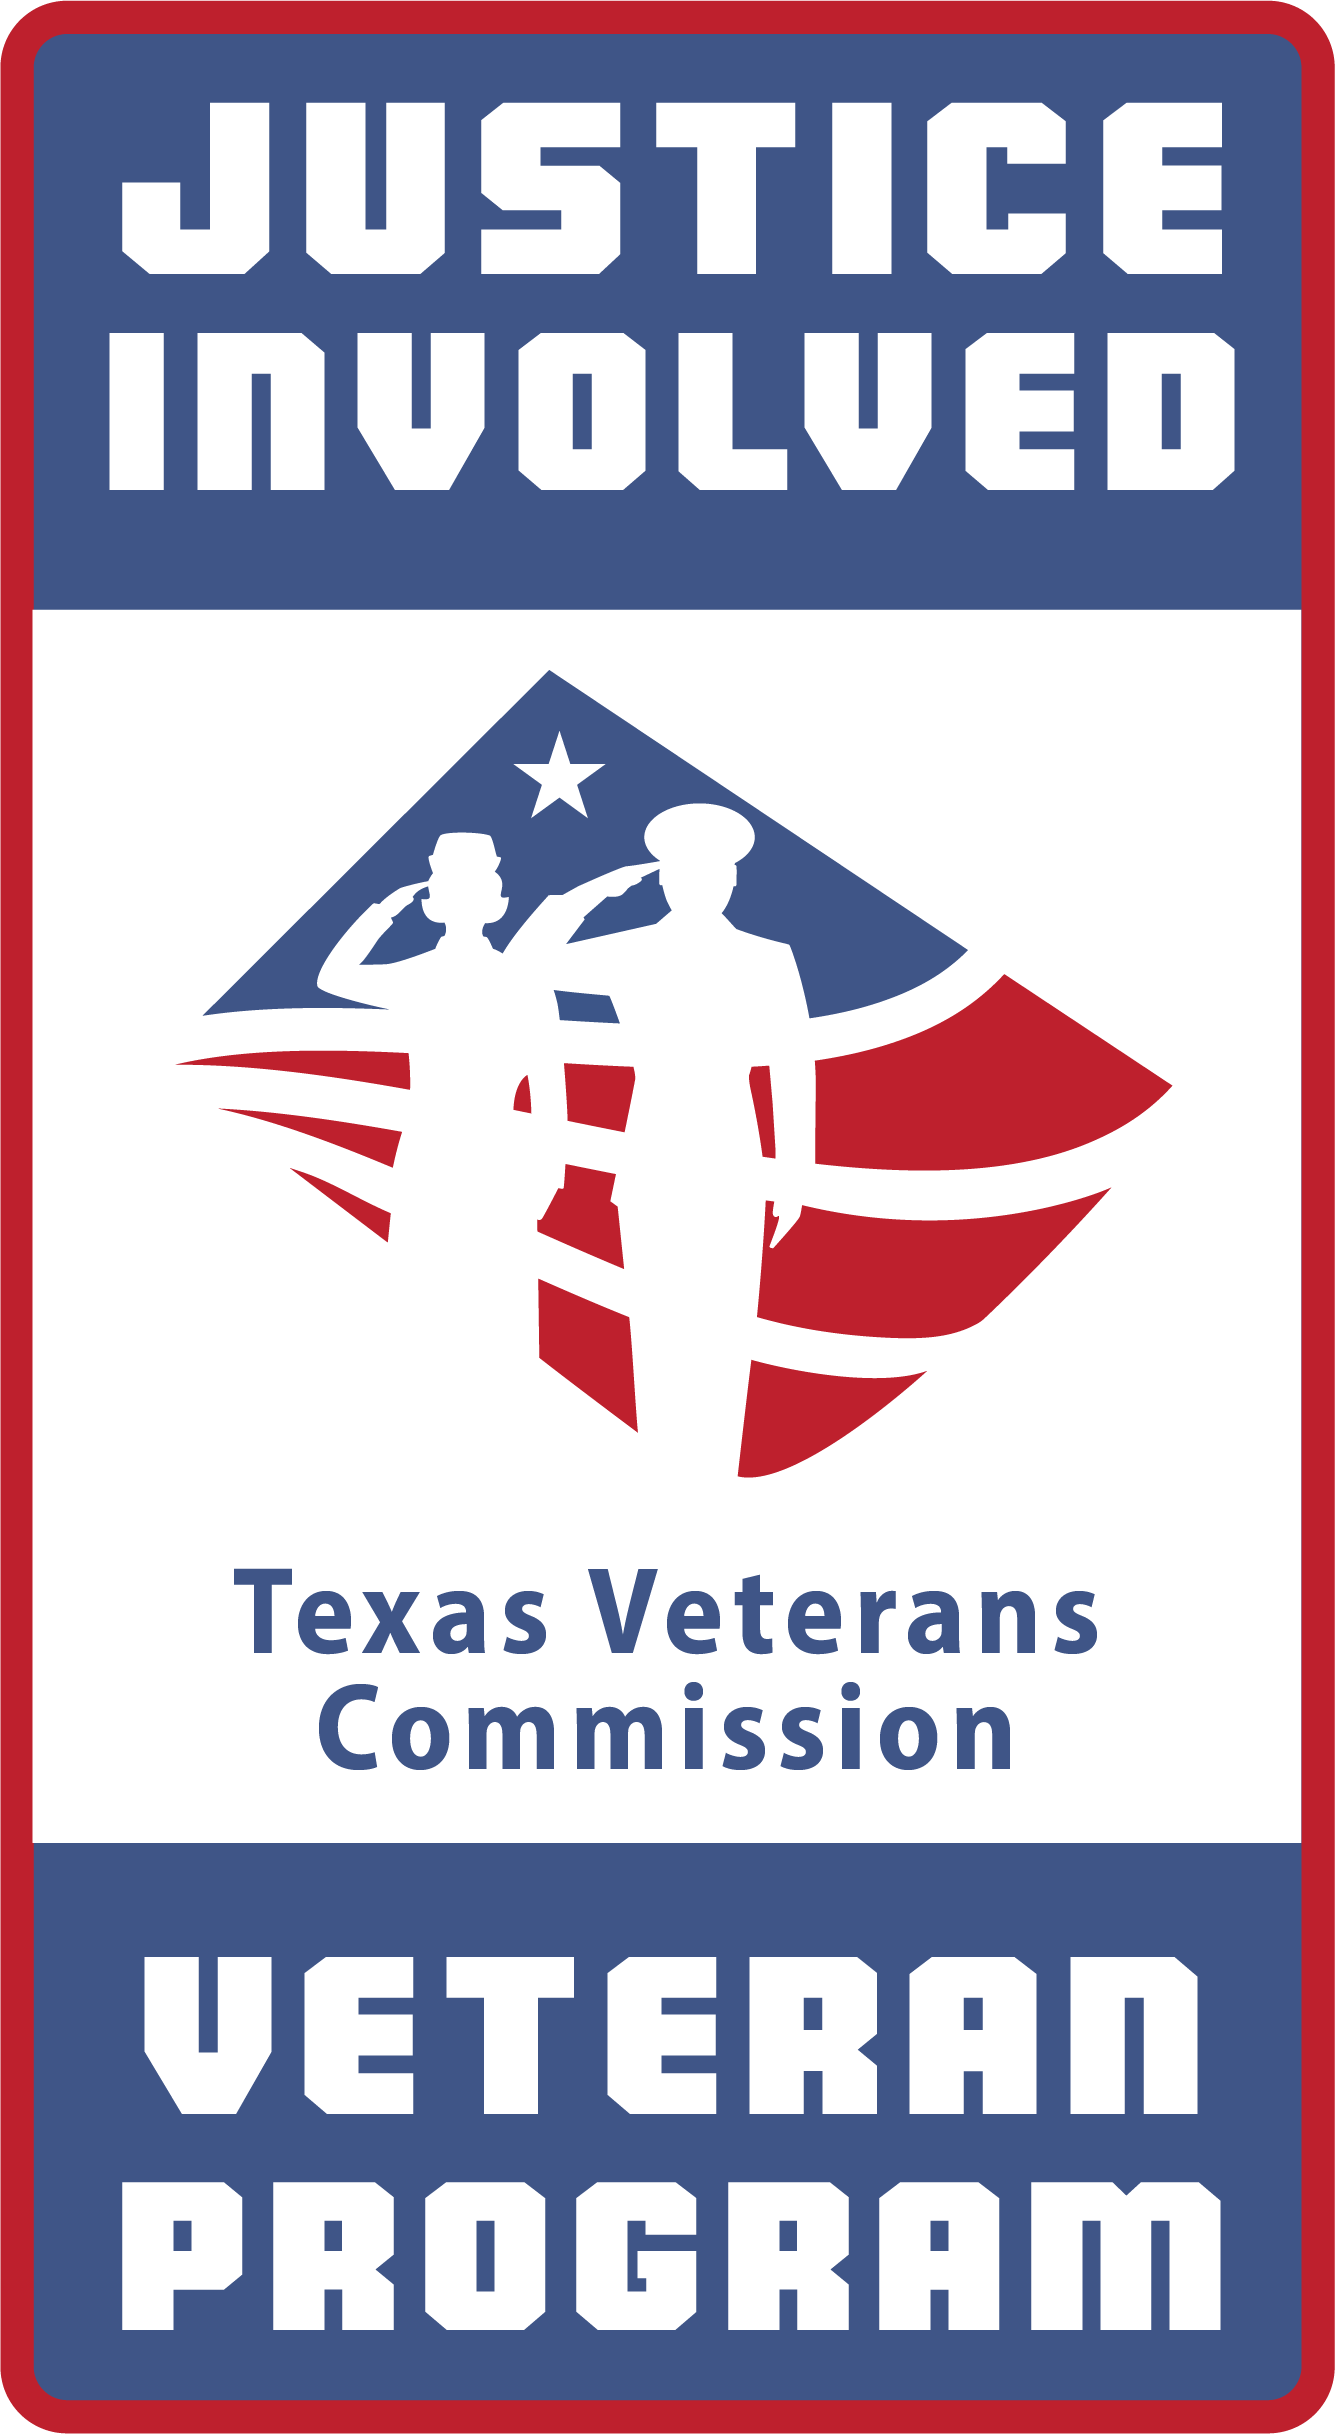 JUSTICE
INVOLVED
Texas Veterans
Commission
VETERAN
PROGRAM